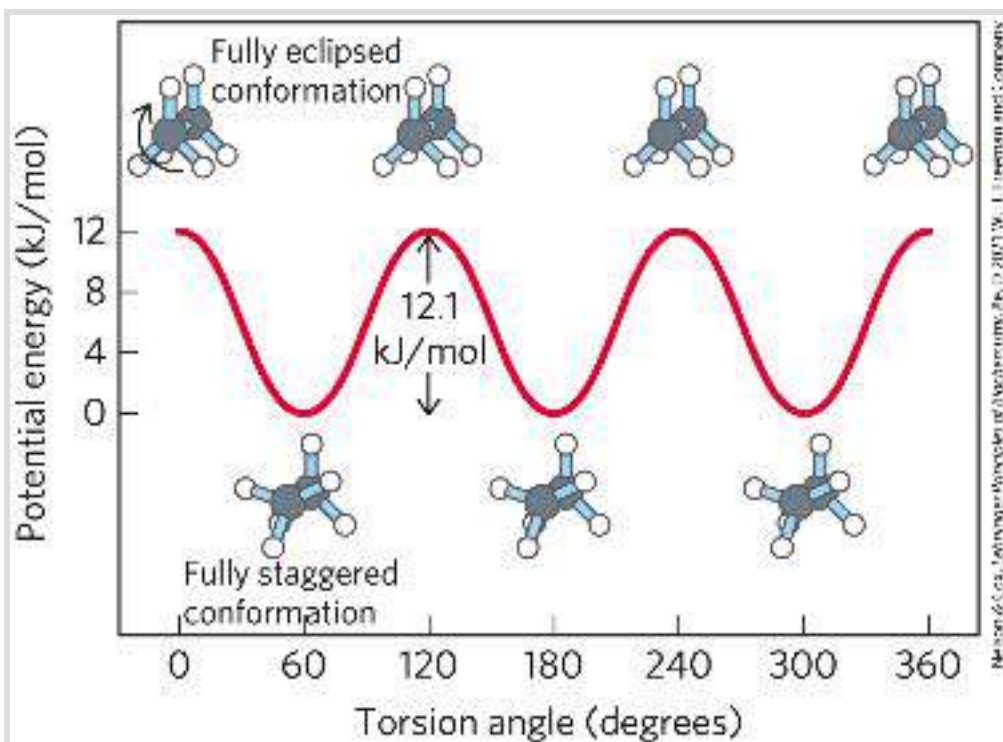 Fully eclipsed
conformation
Potential energy (kJ/mol)
12
8
4
0
12.1
kJ/mol
Fully staggered
conformation
0 60 120 180 240 300 360
Torsion angle (degrees)